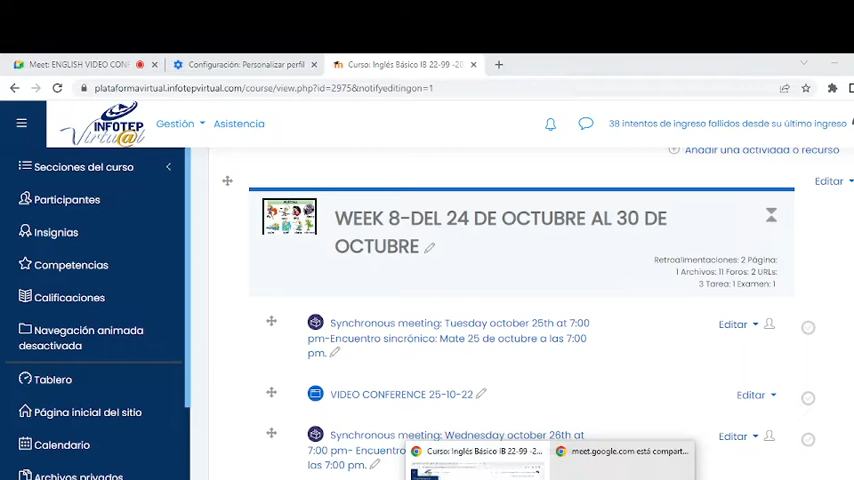 Meet: ENGLISH VIDEO CONF
Configuración: Personalizar perfil
Curso: Inglés Básico IB 22-99 -20
plataformavirtual.infotepvirtual.com/course/view.php?id=2975&notifyeditingon=1
INFOTEP
Virtu@l
Gestión
Asistencia
38 intentos de ingreso fallidos desde su último ingreso
Añadir una actividad o recurso
Secciones del curso
Participantes
Insignias
Competencias
Calificaciones
Navegación animada
desactivada
Tablero
Página inicial del sitio
Calendario
Archivos privados
Editar
WEEK 8-DEL 24 DE OCTUBRE AL 30 DE
OCTUBRE
Retroalimentaciones: 2 Página:
1 Archivos: 11 Foros: 2 URLs:
3 Tarea: 1 Examen: 1
Synchronous meeting: Tuesday october 25th at 7:00
pm-Encuentro sincrónico: Mate 25 de octubre a las 7:00
pm.
Editar
VIDEO CONFERENCE 25-10-22
Editar
Synchronous meeting: Wednesday october 26th at
7:00 pm- Encuentro
las 7:00 pm.
Editar
Curso: Inglés Básico IB 22-99 -2...
meet.google.com está compart...